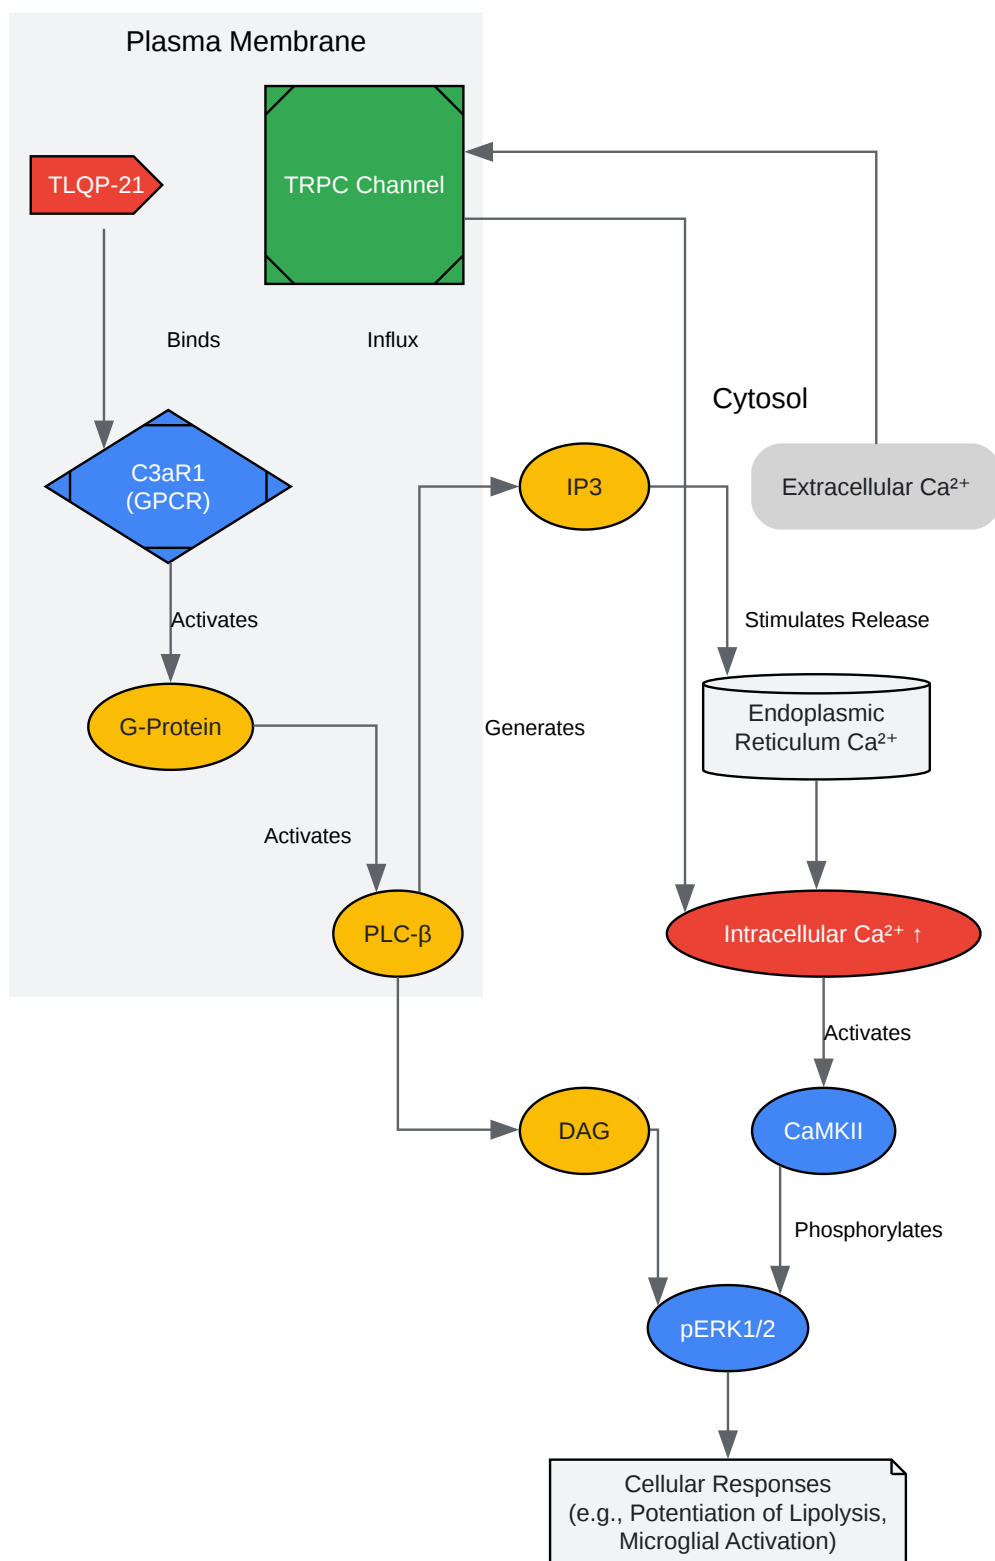 Plasma Membrane
TRPC Channel
TLQP-21
Binds
Influx
Cytosol
C3aR1
(GPCR)
IP3
Extracellular Ca²⁺
Activates
Stimulates Release
G-Protein
Generates
Endoplasmic
Reticulum Ca²⁺
Activates
PLC-β
Intracellular Ca²⁺ ↑
Activates
DAG
CaMKII
Phosphorylates
pERK1/2
Cellular Responses
(e.g., Potentiation of Lipolysis,
Microglial Activation)